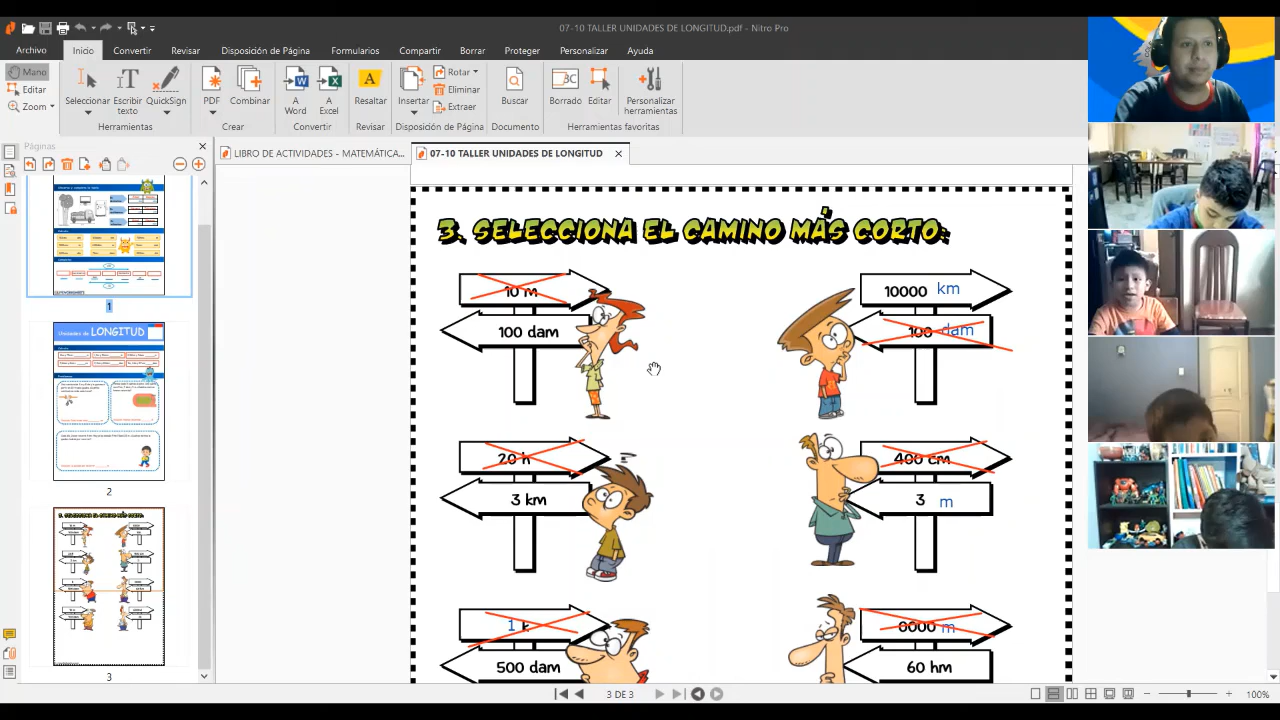 07-10 TALLER UNIDADES DE LONGITUD.pdf - Nitro Pro
Archivo Inicio Convertir Revisar Disposición de Página Formularios Compartir Borrar Proteger Personalizar Ayuda
Mano
Editar
Zoom
Seleccionar
Escribir texto
QuickSign
Herramientas
PDF
Combinar
Crear
A Word
A Excel
Convertir
Resaltar
Revisar
Insertar
Rotar
Eliminar
Extraer
Disposición de Página
Buscar
Documento
Borrado
Editar
Personalizar herramientas
Herramientas favoritas
Páginas
LIBRO DE ACTIVIDADES - MATEMÁTICA...
07-10 TALLER UNIDADES DE LONGITUD
1
Unidades de LONGITUD
2
3
3. SELECCIONA EL CAMINO MÁS CORTO:
10 m
100 dam
10000 km
100 dam
20 h
3 km
400 cm
3 m
1 k
500 dam
6000 m
60 hm
3 DE 3
100%